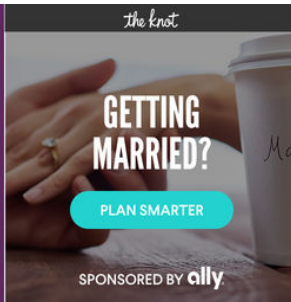 the knot
GETTING
MARRIED?
PLAN SMARTER
SPONSORED BY ally